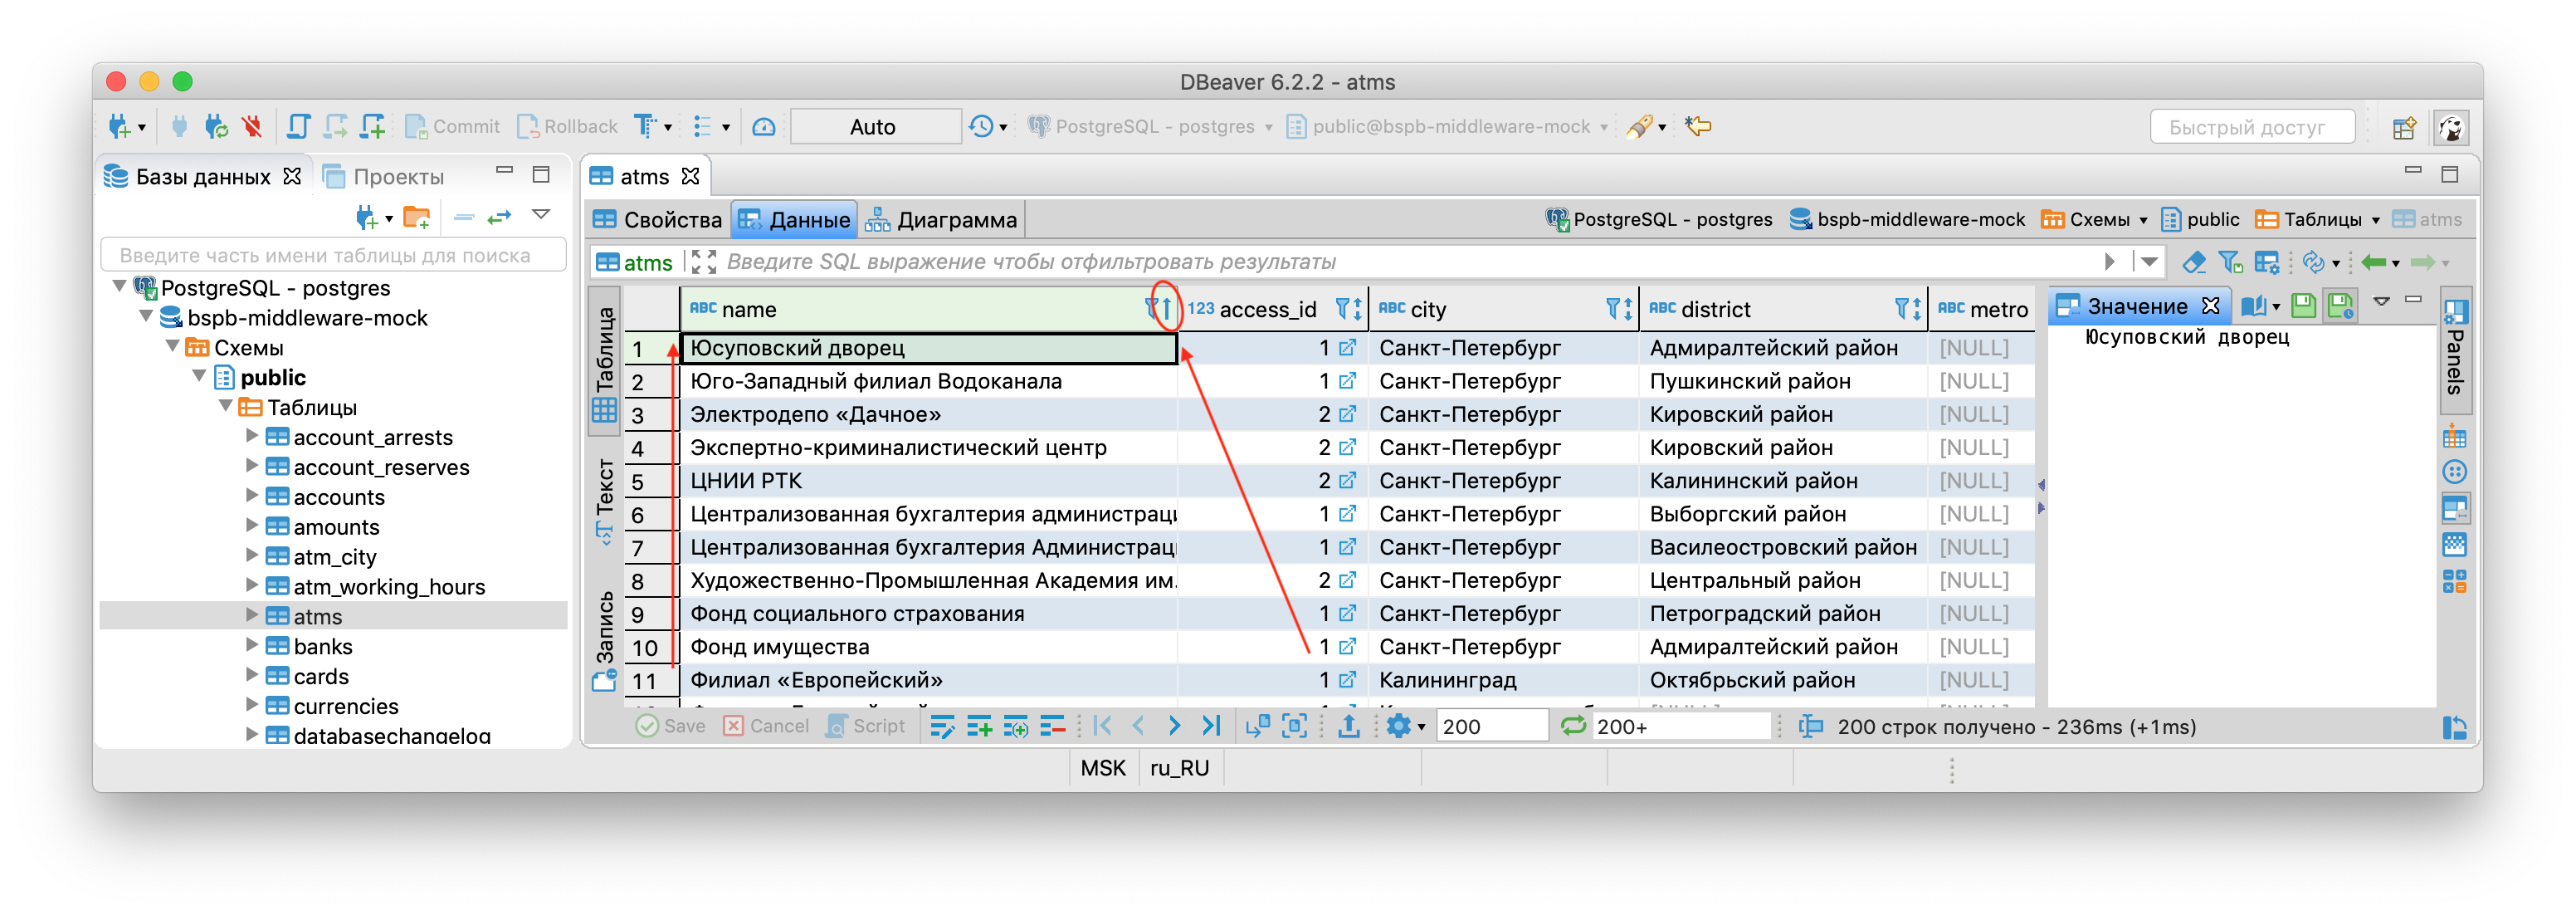 DBeaver 6.2.2 - atms
Commit
Rollback
Auto
PostgreSQL - postgres
public@bspb-middleware-mock
Быстрый доступ
Базы данных
Проекты
atms
Свойства
Данные
Диаграмма
PostgreSQL - postgres
bspb-middleware-mock
Схемы
public
Таблицы
atms
Введите часть имени таблицы для поиска
atms
Введите SQL выражение чтобы отфильтровать результаты
PostgreSQL - postgres
bspb-middleware-mock
Схемы
public
Таблицы
account_arrests
account_reserves
accounts
amounts
atm_city
atm_working_hours
atms
banks
cards
currencies
databasechangelog
Таблица
Текст
Запись
ABC name 123 access_id ABC city ABC district ABC metro
1 Юсуповский дворец 1 Санкт-Петербург Адмиралтейский район [NULL]
2 Юго-Западный филиал Водоканала 1 Санкт-Петербург Пушкинский район [NULL]
3 Электродепо «Дачное» 2 Санкт-Петербург Кировский район [NULL]
4 Экспертно-криминалистический центр 2 Санкт-Петербург Кировский район [NULL]
5 ЦНИИ РТК 2 Санкт-Петербург Калининский район [NULL]
6 Централизованная бухгалтерия администраци 1 Санкт-Петербург Выборгский район [NULL]
7 Централизованная бухгалтерия Администрац 1 Санкт-Петербург Василеостровский район [NULL]
8 Художественно-Промышленная Академия им. 2 Санкт-Петербург Центральный район [NULL]
9 Фонд социального страхования 1 Санкт-Петербург Петроградский район [NULL]
10 Фонд имущества 1 Санкт-Петербург Адмиралтейский район [NULL]
11 Филиал «Европейский» 1 Калининград Октябрьский район [NULL]
Значение
Юсуповский дворец
Panels
Save
Cancel
Script
200
200+
200 строк получено - 236ms (+1ms)
MSK
ru_RU